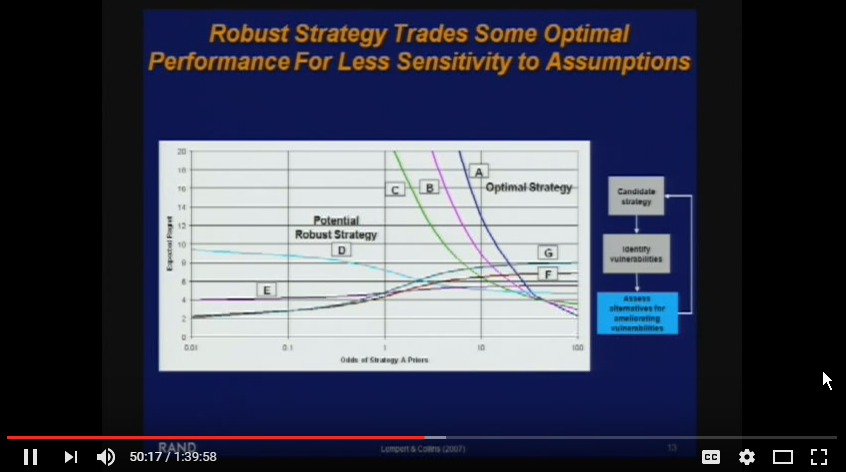 Robust Strategy Trades Some Optimal
Performance For Less Sensitivity to Assumptions
20
18
16
14
12
10
8
6
4
2
0
Expected Regret
A
B
C
Optimal Strategy
Potential
Robust Strategy
D
G
F
E
0.01
0.1
1
10
100
Odds of Strategy A Priors
Candidate
strategy
Identify
vulnerabilities
Assess
alternatives for
ameliorating
vulnerabilities
RAND
Lempert & Collins (2007)
13
50:17 / 1:39:58
CC